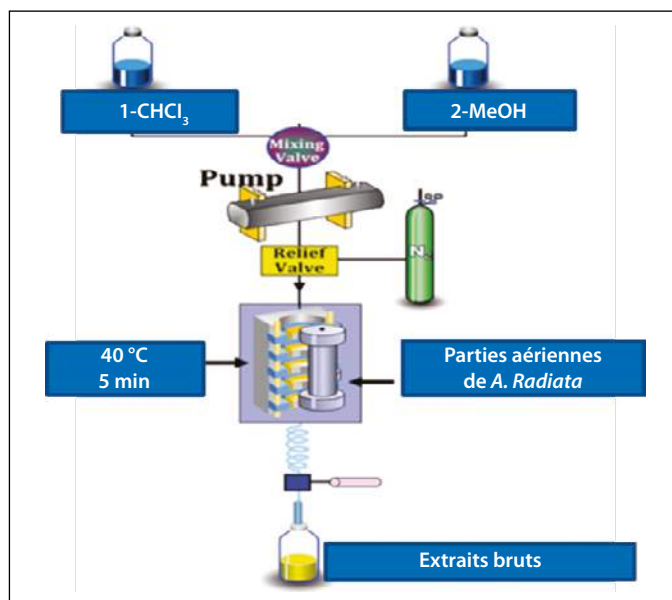 1-CHCl₃
2-MeOH
Mixing
Valve
Pump
Relief
Valve
N₂
40 °C
5 min
Parties aériennes
de A. Radiata
Extraits bruts